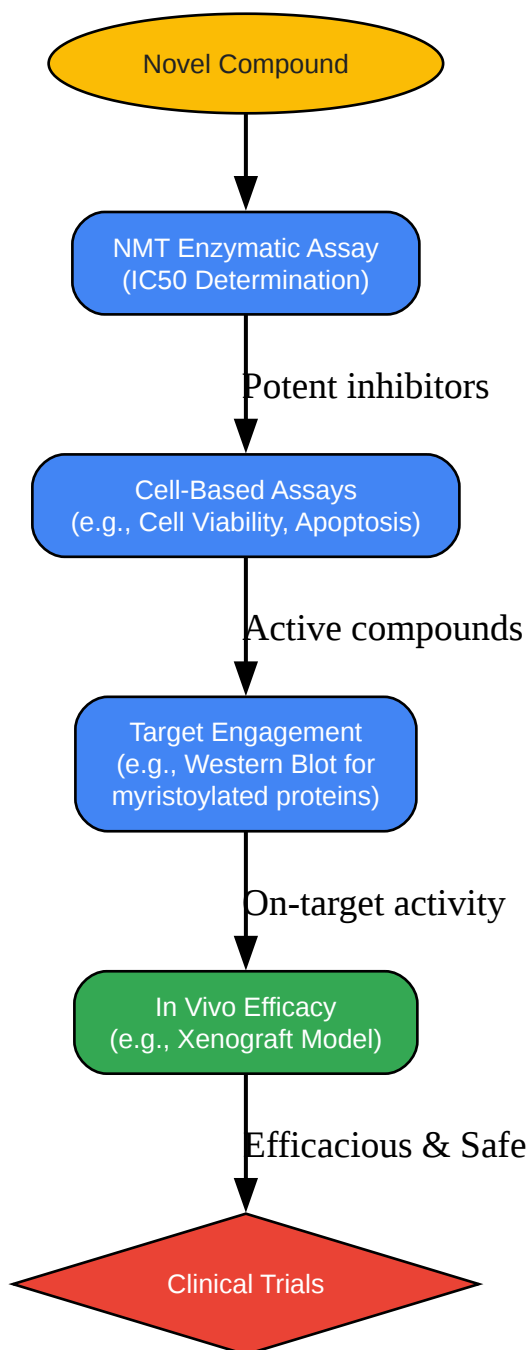 Novel Compound
NMT Enzymatic Assay
(IC50 Determination)
Potent inhibitors
Cell-Based Assays
(e.g., Cell Viability, Apoptosis)
Active compounds
Target Engagement
(e.g., Western Blot for
myristoylated proteins)
On-target activity
In Vivo Efficacy
(e.g., Xenograft Model)
Efficacious & Safe
Clinical Trials